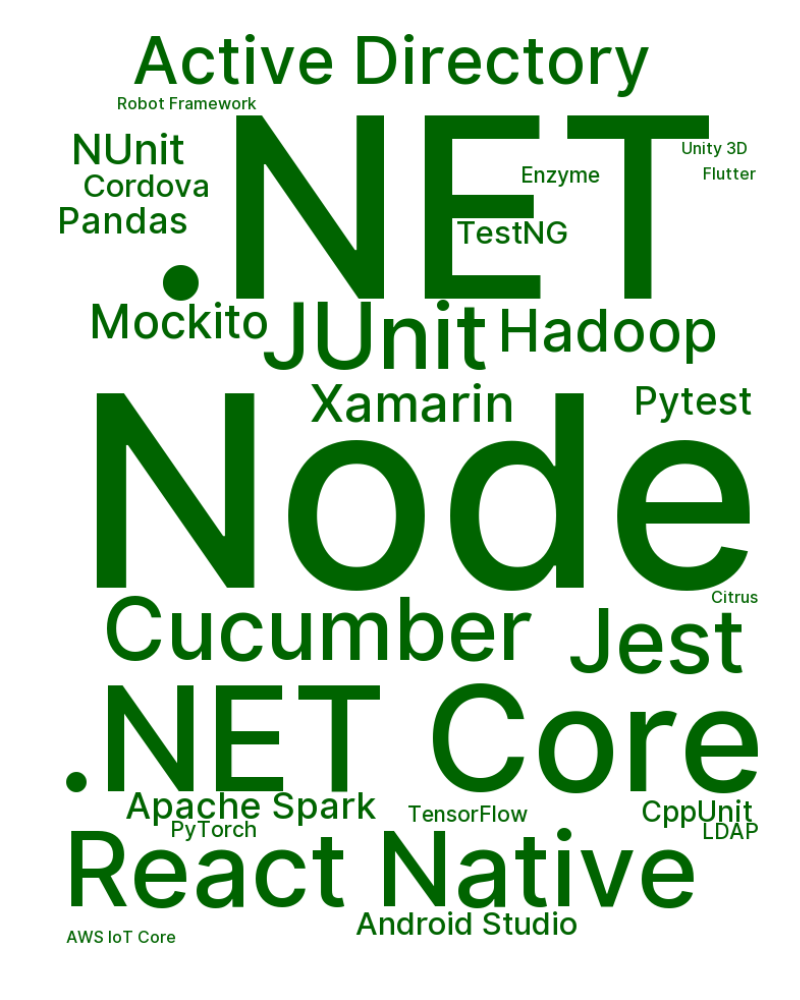 Active Directory
Robot Framework
.NET
NUnit
Unity 3D
Enzyme
Flutter
Cordova
Pandas
TestNG
Mockito
JUnit
Hadoop
Xamarin
Pytest
Node
Citrus
Cucumber
Jest
.NET Core
Apache Spark
TensorFlow
CppUnit
PyTorch
LDAP
React Native
Android Studio
AWS IoT Core